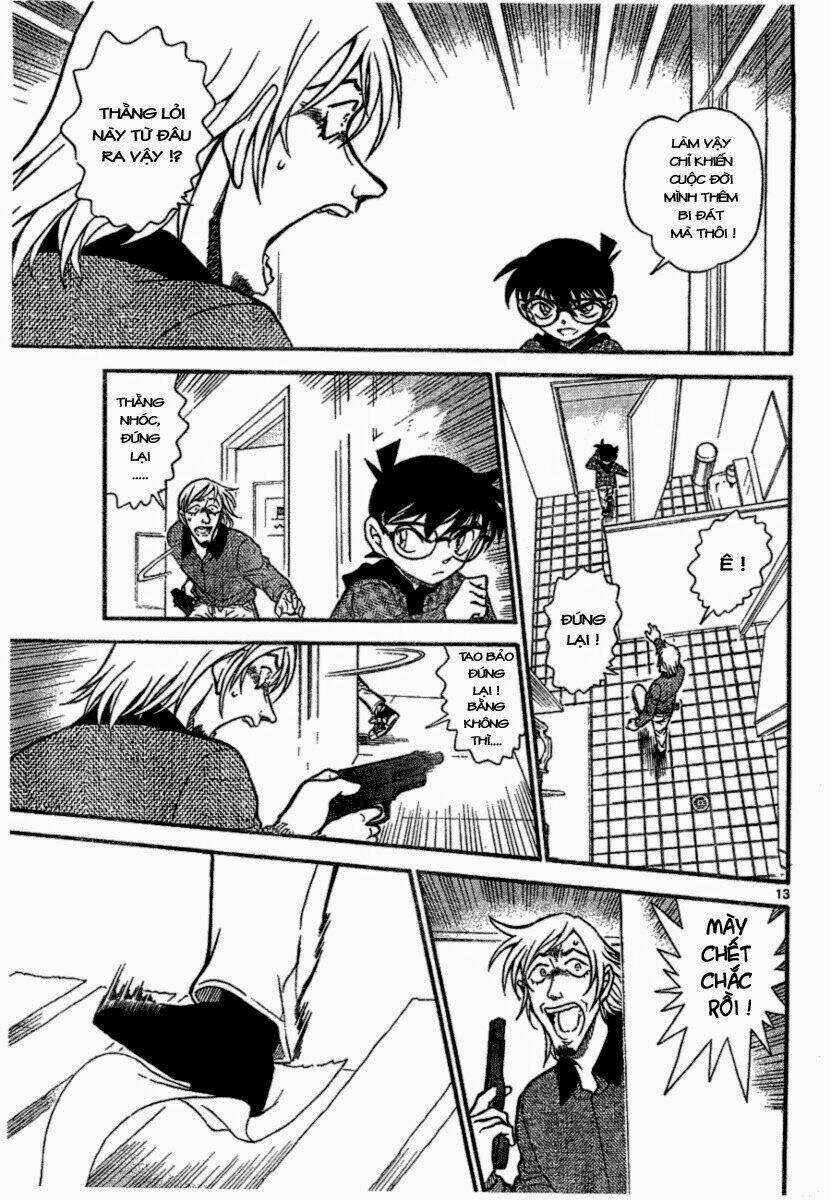 LÀM VẬY
CHỈ KHIẾN
CUỘC ĐỜI
MÌNH THÊM
BI ĐÁT
MÀ THÔI !
THẰNG LỎI
NÀY TỪ ĐÂU
RA VẬY !?
Ê !
ĐỨNG
LẠI !
THẰNG
NHÓC,
ĐỨNG
LẠI
.....
TAO BẢO
ĐỨNG
LẠI !
BẰNG
KHÔNG
THÌ....
13
MÀY
CHẾT
CHẮC
RỒI !